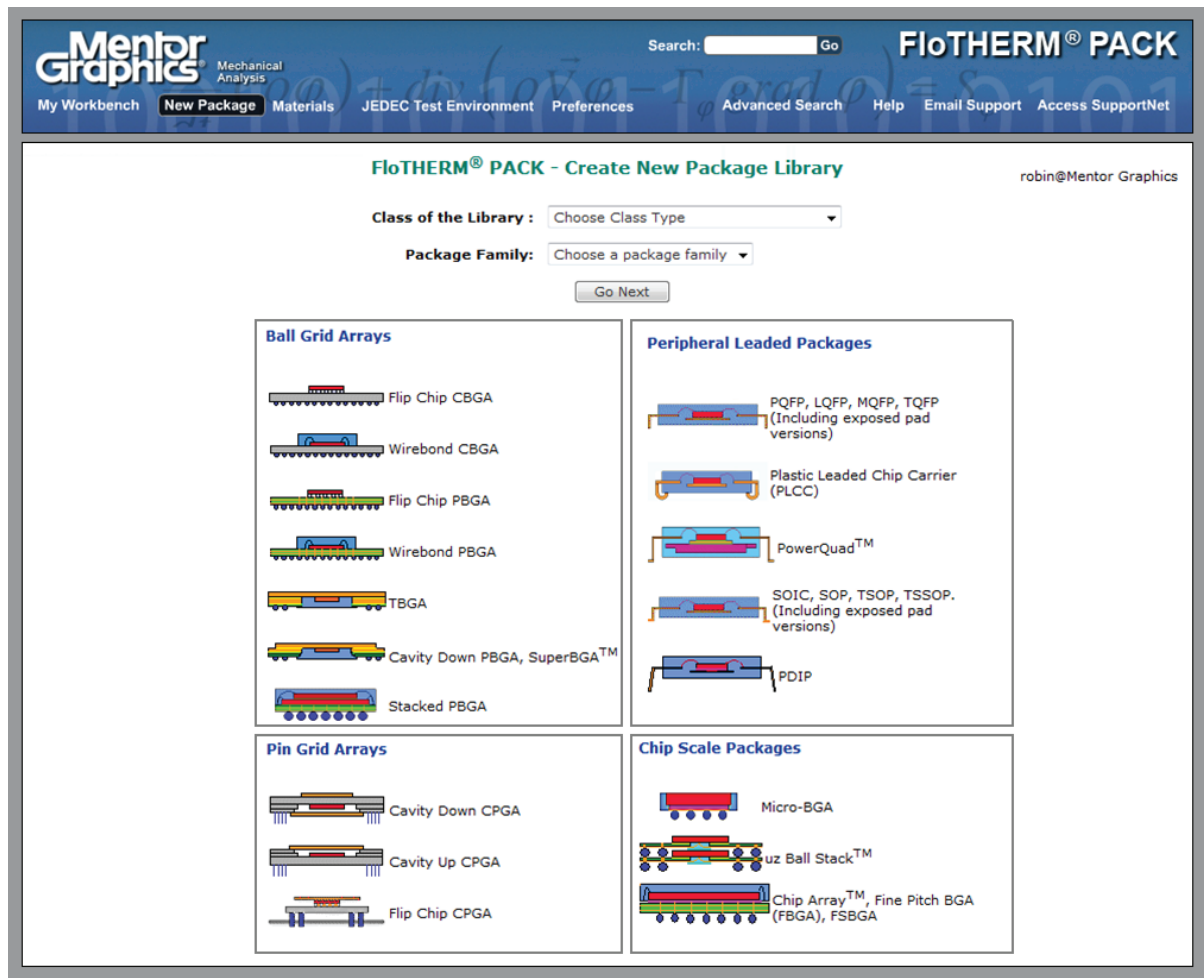 Mentor
Graphics
Mechanical
Analysis
Search:
Go
FloTHERM® PACK
My Workbench New Package Materials JEDEC Test Environment Preferences Advanced Search Help Email Support Access SupportNet
FloTHERM® PACK - Create New Package Library
robin@Mentor Graphics
Class of the Library : Choose Class Type
Package Family: Choose a package family
Go Next
Ball Grid Arrays
Flip Chip CBGA
Wirebond CBGA
Flip Chip PBGA
Wirebond PBGA
TBGA
Cavity Down PBGA, SuperBGA™
Stacked PBGA
Peripheral Leaded Packages
PQFP, LQFP, MQFP, TQFP
(Including exposed pad
versions)
Plastic Leaded Chip Carrier
(PLCC)
PowerQuad™
SOIC, SOP, TSOP, TSSOP.
(Including exposed pad
versions)
PDIP
Pin Grid Arrays
Cavity Down CPGA
Cavity Up CPGA
Flip Chip CPGA
Chip Scale Packages
Micro-BGA
uz Ball Stack™
Chip Array™, Fine Pitch BGA
(FBGA), FSBGA